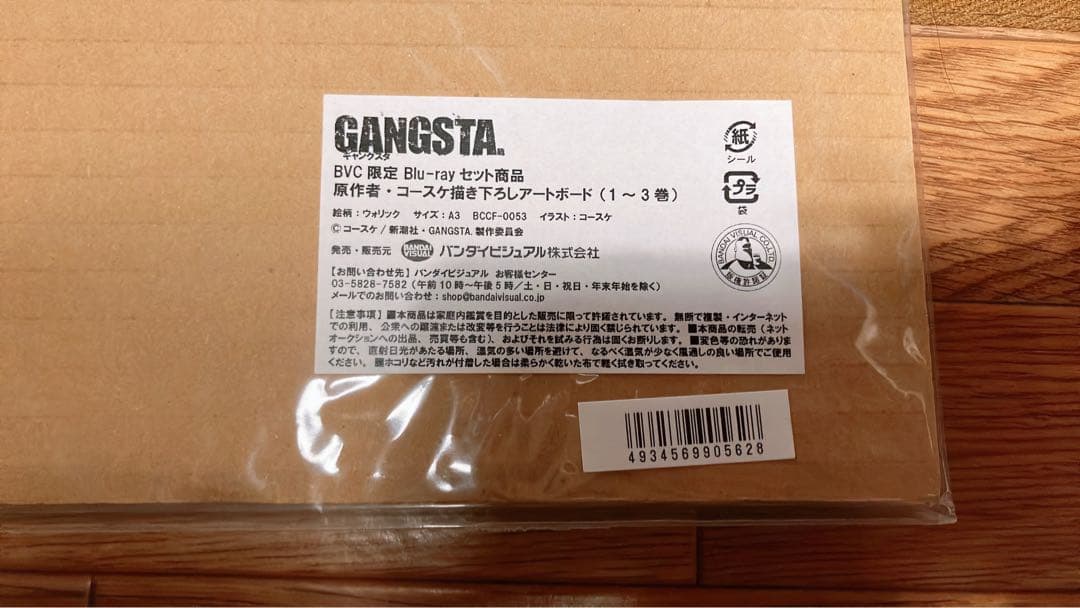 GANGSTA.
ギャングスタ
BVC 限定 Blu-ray セット商品
原作者・コースケ描き下ろしアートボード（1～3巻）
絵柄：ウォリック サイズ：A3 BCCF-0053 イラスト：コースケ
©コースケ/新潮社・GANGSTA.製作委員会
発売・販売元 BANDAI VISUAL バンダイビジュアル株式会社
【お問い合わせ先】バンダイビジュアル お客様センター
03-5828-7582（午前10時～午後5時／土・日・祝日・年末年始を除く）
メールでのお問い合わせ：shop@bandaivisual.co.jp
【注意事項】■本商品は家庭内鑑賞を目的とした販売に限って許諾されています。無断で複製・インターネット
での利用、公衆への譲渡または改変等を行うことは法律により固く禁じられています。■本商品の転売（ネット
オークションへの出品、売買等も含む）、およびそれを試みる行為は固くお断りします。■変色等の恐れがありま
すので、直射日光があたる場所、湿気の多い場所を避けて、なるべく湿気が少なく風通しの良い場所でご使用
ください。■ホコリなど汚れが付着した場合は柔らかく乾いた布で軽く拭き取ってください。
紙
シール
プラ
袋
BANDAI VISUAL CO.,LTD.
版権許諾製
4934569905628